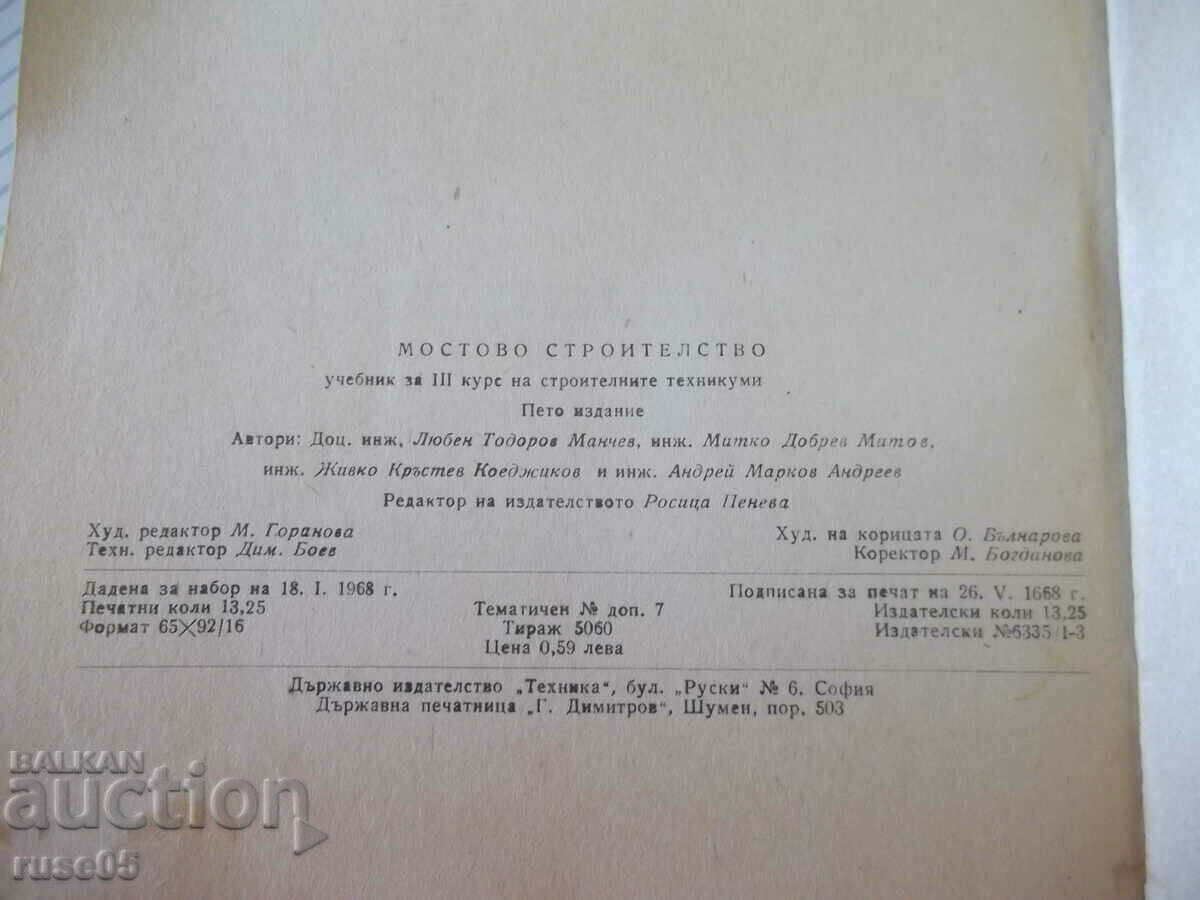 МОСТОВО СТРОИТЕЛСТВО
учебник за III курс на строителните техникуми
Пето издание
Автори: Доц. инж, Любен Тодоров Манчев, инж. Митко Добрев Митов,
инж. Живко Кръстев Коеджиков и инж. Андрей Марков Андреев
Редактор на издателството Росица Пенева
Худ. редактор М. Горанова
Худ. на корицата О. Вълнарова
Техн. редактор Дим. Боев
Коректор М. Богданова
Дадена за набор на 18. I. 1968 г.
Подписана за печат на 26. V. 1668 г.
Печатни коли 13,25
Тематичен № доп. 7
Издателски коли 13,25
Формат 65×92/16
Тираж 5060
Издателски №6335/1-3
Цена 0,59 лева
Държавно издателство „Техника“, бул. „Руски“ № 6, София
Държавна печатница „Г. Димитров“, Шумен, пор. 503
BALKAN
auction
ruse05